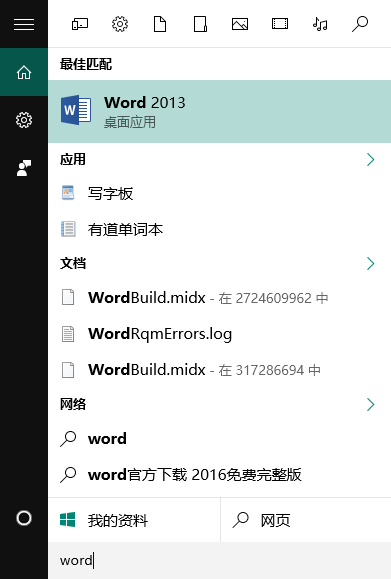 最佳匹配
Word 2013
桌面应用
应用
写字板
有道单词本
文档
WordBuild.midx - 在 2724609962 中
WordRqmErrors.log
WordBuild.midx - 在 317286694 中
网络
word
word官方下载 2016免费完整版
我的资料
网页
word